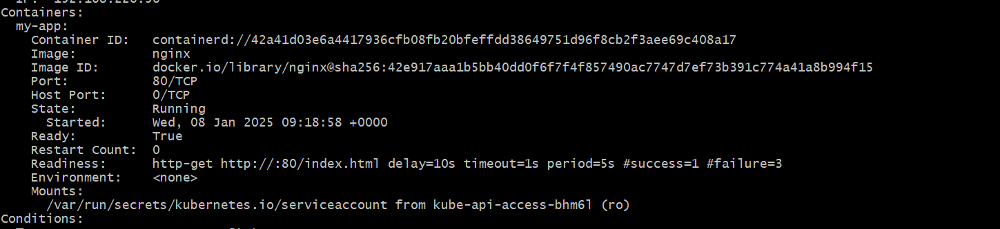 Containers:
  my-app:
    Container ID:   containerd://42a41d03e6a4417936cfb08fb20bfeffdd38649751d96f8cb2f3aee69c408a17
    Image:          nginx
    Image ID:       docker.io/library/nginx@sha256:42e917aaa1b5bb40dd0f6f7f4f857490ac7747d7ef73b391c774a41a8b994f15
    Port:           80/TCP
    Host Port:      0/TCP
    State:          Running
      Started:      Wed, 08 Jan 2025 09:18:58 +0000
    Ready:          True
    Restart Count:  0
    Readiness:      http-get http://:80/index.html delay=10s timeout=1s period=5s #success=1 #failure=3
    Environment:    <none>
    Mounts:
      /var/run/secrets/kubernetes.io/serviceaccount from kube-api-access-bhm6l (ro)
Conditions: